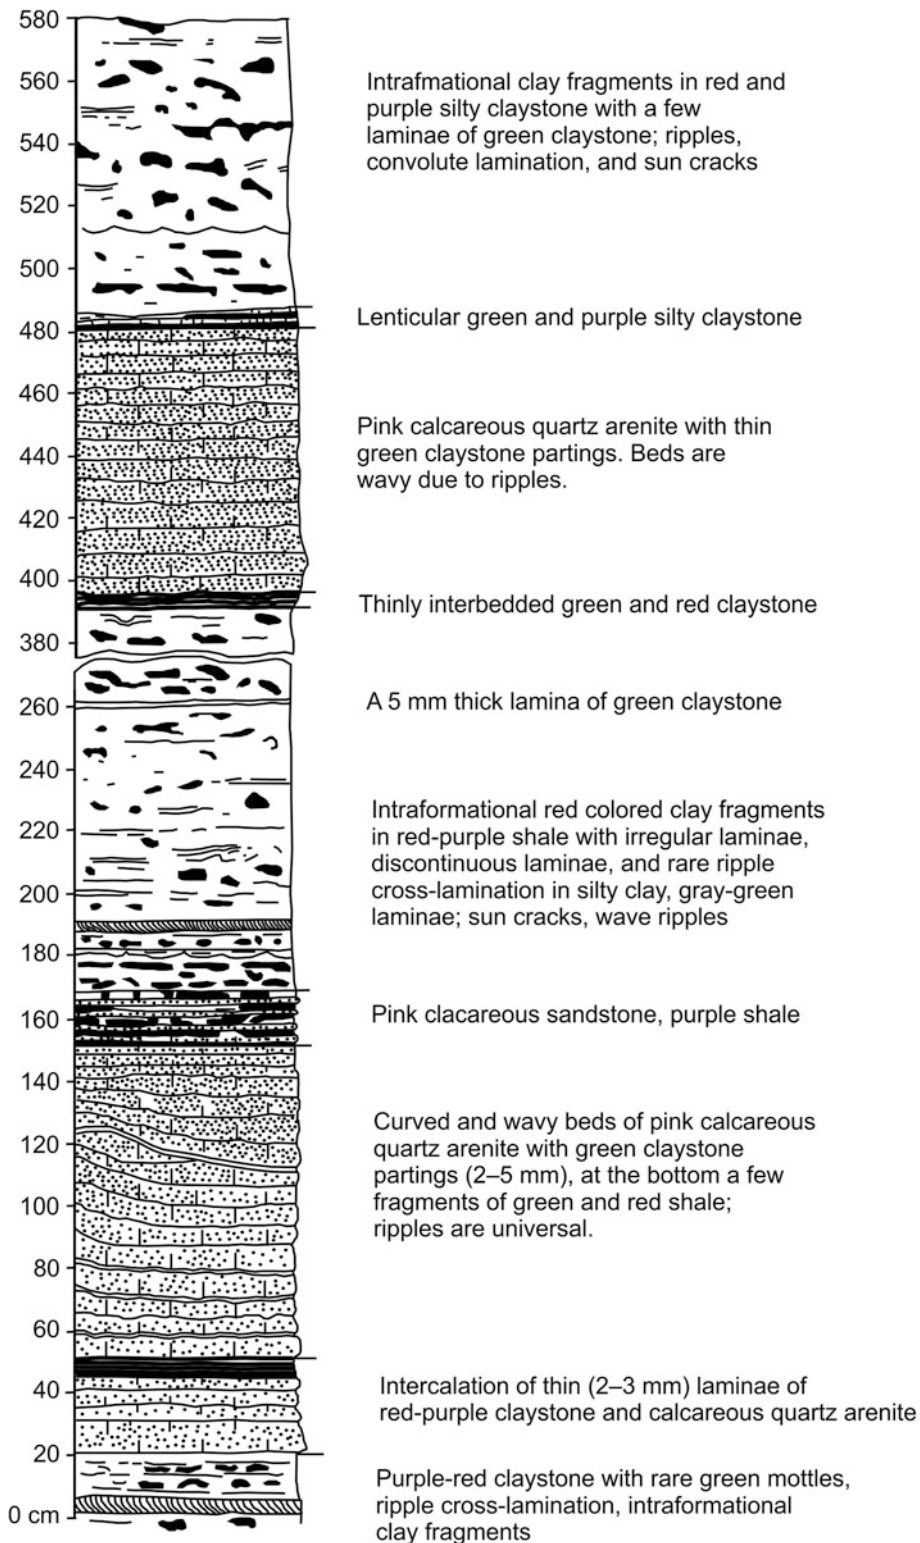 580
560
540
520
500
480
460
440
420
400
380
260
240
220
200
180
160
140
120
100
80
60
40
20
0 cm
Intrafmational clay fragments in red and
purple silty claystone with a few
laminae of green claystone; ripples,
convolute lamination, and sun cracks
Lenticular green and purple silty claystone
Pink calcareous quartz arenite with thin
green claystone partings. Beds are
wavy due to ripples.
Thinly interbedded green and red claystone
A 5 mm thick lamina of green claystone
Intraformational red colored clay fragments
in red-purple shale with irregular laminae,
discontinuous laminae, and rare ripple
cross-lamination in silty clay, gray-green
laminae; sun cracks, wave ripples
Pink clacareous sandstone, purple shale
Curved and wavy beds of pink calcareous
quartz arenite with green claystone
partings (2–5 mm), at the bottom a few
fragments of green and red shale;
ripples are universal.
Intercalation of thin (2–3 mm) laminae of
red-purple claystone and calcareous quartz arenite
Purple-red claystone with rare green mottles,
ripple cross-lamination, intraformational
clay fragments